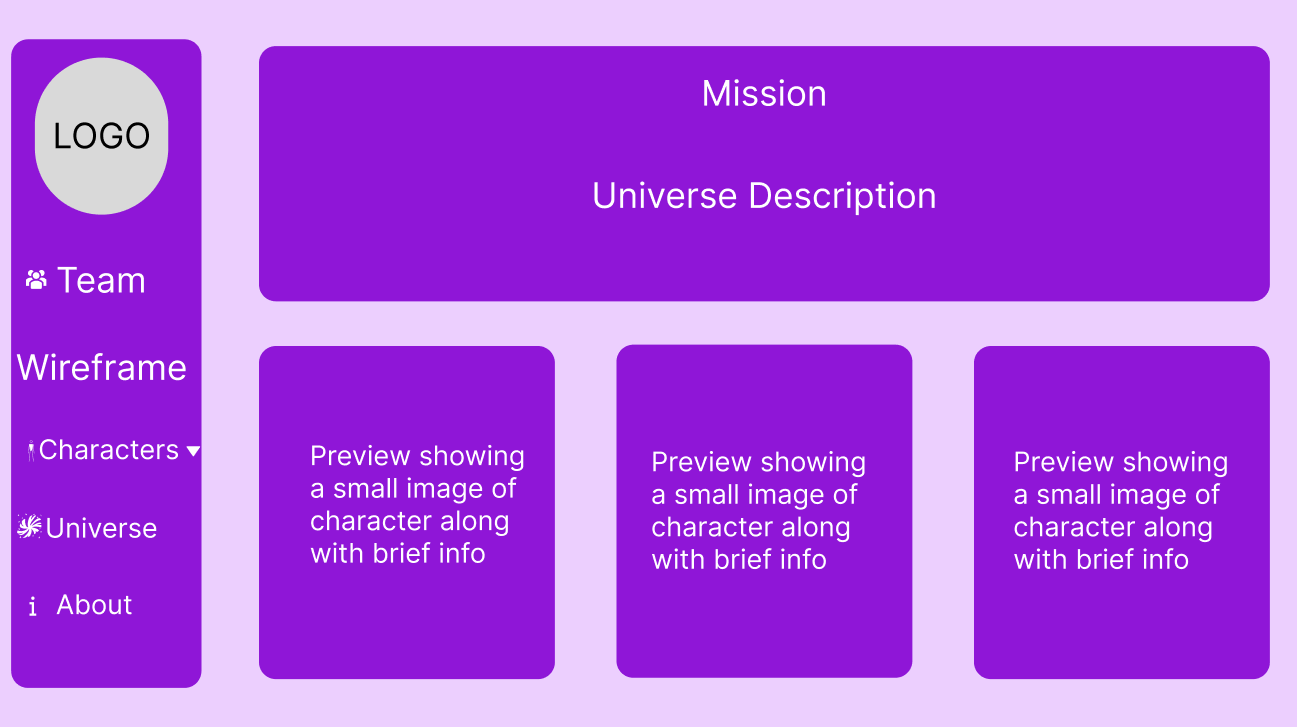 LOGO
Team
Wireframe
Characters
Universe
About
Mission
Universe Description
Preview showing
a small image of
character along
with brief info
Preview showing
a small image of
character along
with brief info
Preview showing
a small image of
character along
with brief info